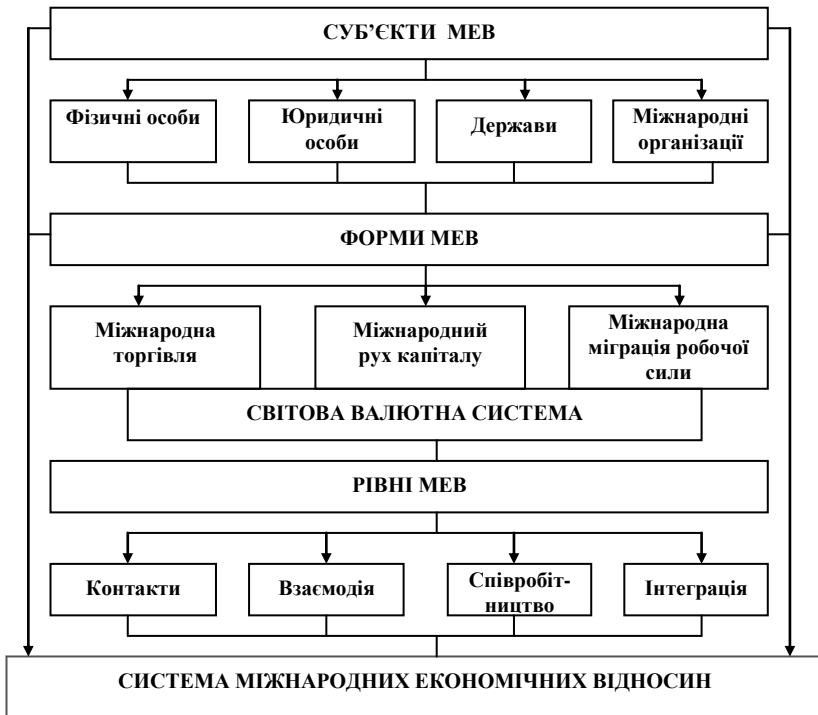 СУБ’ЄКТИ МЕВ
Фізичні особи
Юридичні
особи
Держави
Міжнародні
організації
ФОРМИ МЕВ
Міжнародна
торгівля
Міжнародний
рух капіталу
Міжнародна
міграція робочої
сили
СВІТОВА ВАЛЮТНА СИСТЕМА
РІВНІ МЕВ
Контакти
Взаємодія
Співробіт-
ництво
Інтеграція
СИСТЕМА МІЖНАРОДНИХ ЕКОНОМІЧНИХ ВІДНОСИН